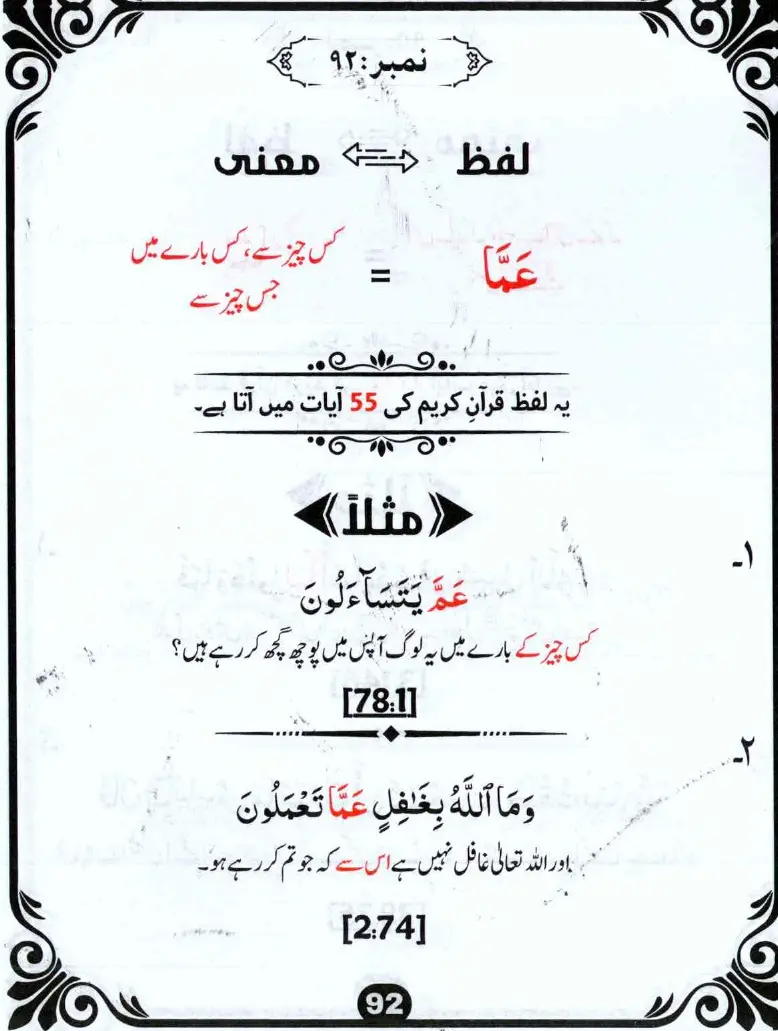 نمبر:۹۲
لفظ ⇐⇒ معنی
عَمَّا = کس چیز سے، کس بارے میں
جس چیز سے
یہ لفظ قرآنِ کریم کی 55 آیات میں آتا ہے۔
مثلاً
۱۔
عَمَّ يَتَسَآءَلُونَ
کس چیز کے بارے میں یہ لوگ آپس میں پوچھ گچھ کر رہے ہیں؟
[78:1]
۲۔
وَمَا ٱللَّهُ بِغَٰفِلٍ عَمَّا تَعْمَلُونَ
اور اللہ تعالیٰ غافل نہیں ہے اس سے کہ جو تم کر رہے ہو۔
[2:74]
92